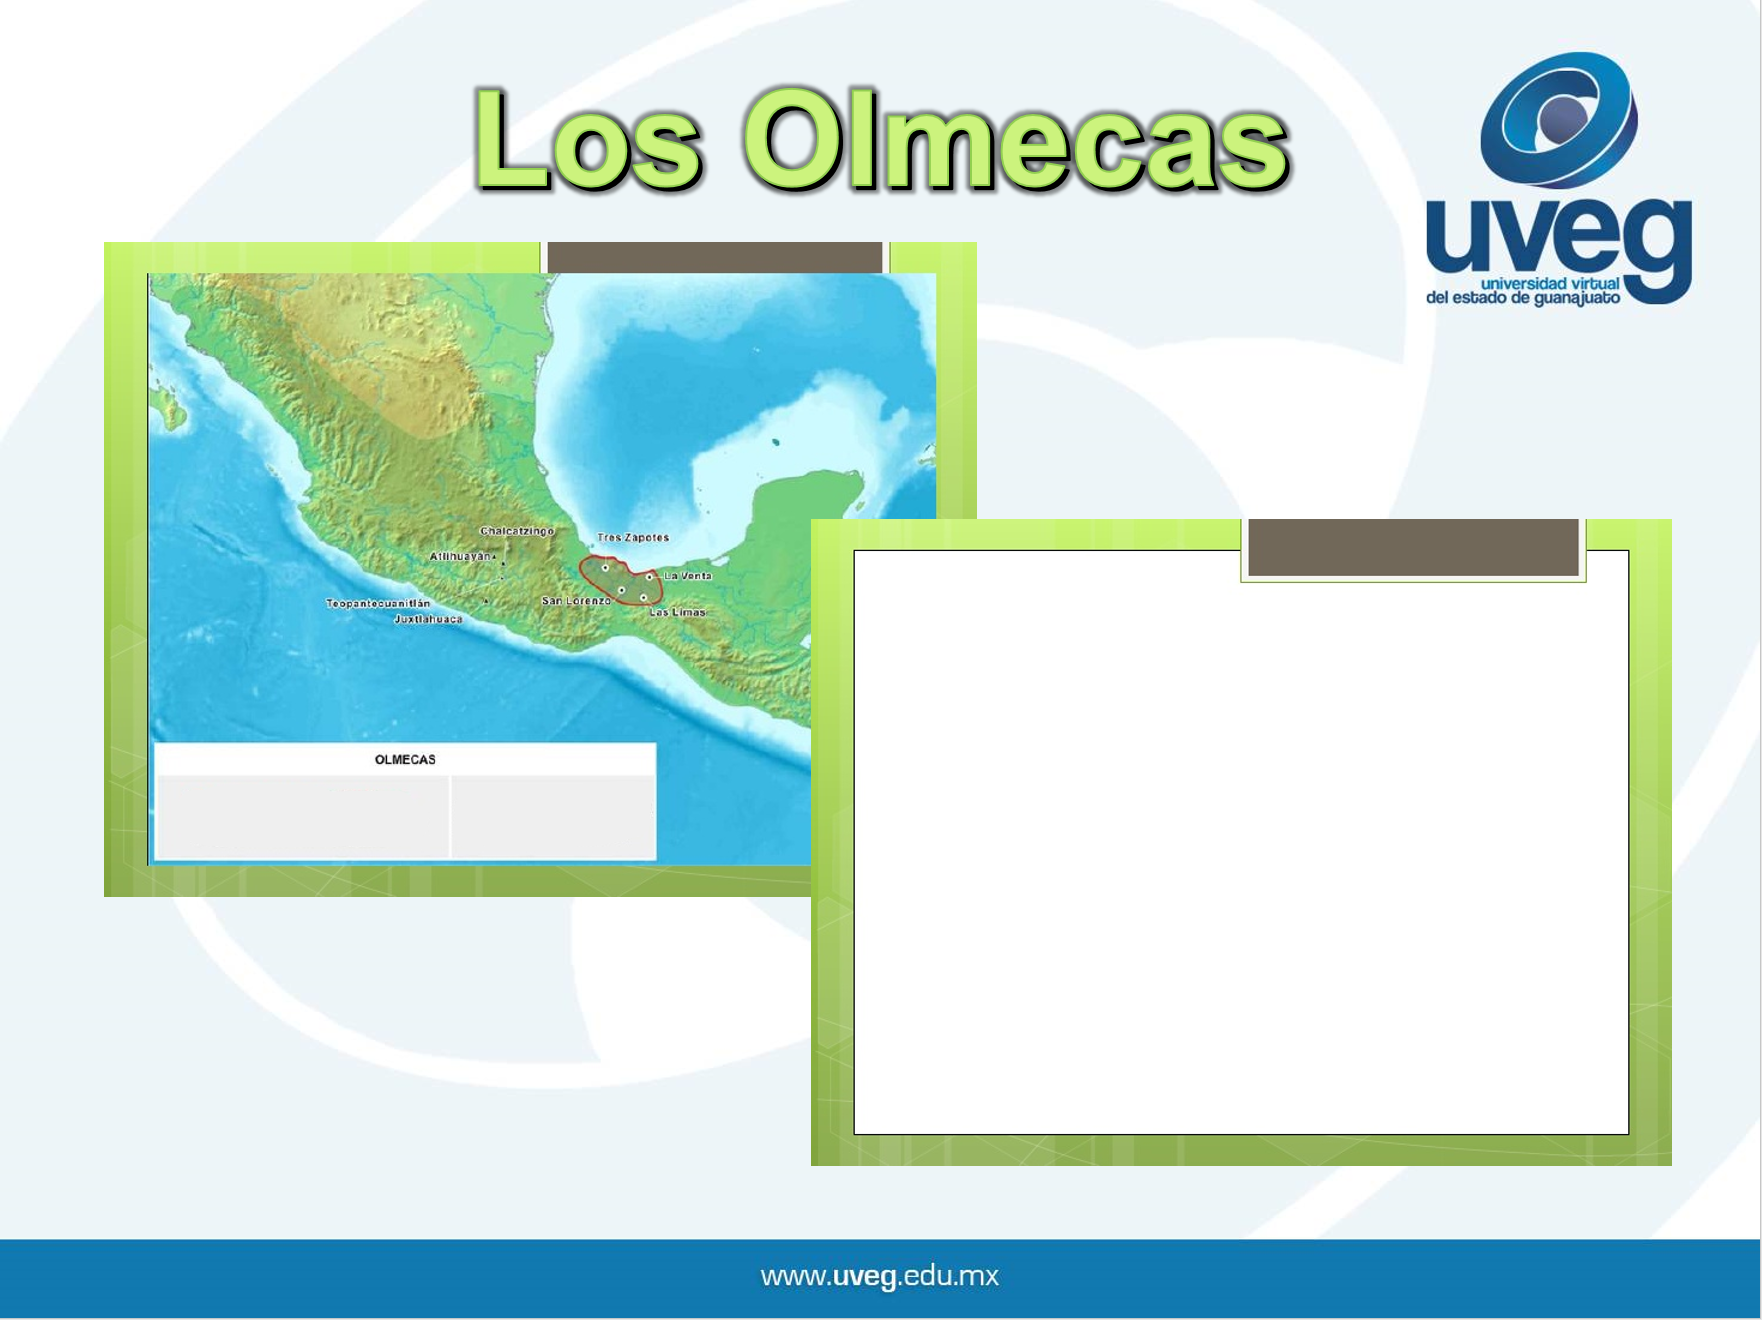 Los Olmecas
uveg
universidad virtual
del estado de guanajuato
Chalcatzingo
Tres Zapotes
Atlihuayán
La Venta
Teopantecuanitlán
San Lorenzo
Las Limas
Juxtlahuaca
OLMECAS
www.uveg.edu.mx